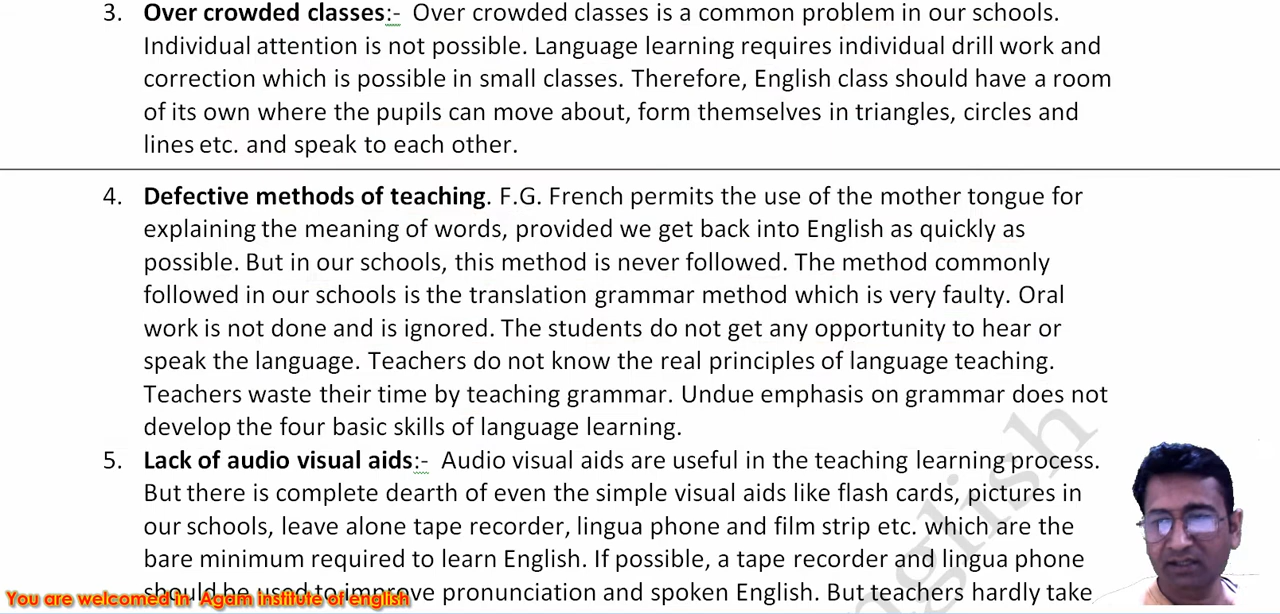 3. Over crowded classes:- Over crowded classes is a common problem in our schools.
Individual attention is not possible. Language learning requires individual drill work and
correction which is possible in small classes. Therefore, English class should have a room
of its own where the pupils can move about, form themselves in triangles, circles and
lines etc. and speak to each other.
4. Defective methods of teaching. F.G. French permits the use of the mother tongue for
explaining the meaning of words, provided we get back into English as quickly as
possible. But in our schools, this method is never followed. The method commonly
followed in our schools is the translation grammar method which is very faulty. Oral
work is not done and is ignored. The students do not get any opportunity to hear or
speak the language. Teachers do not know the real principles of language teaching.
Teachers waste their time by teaching grammar. Undue emphasis on grammar does not
develop the four basic skills of language learning.
5. Lack of audio visual aids:- Audio visual aids are useful in the teaching learning process.
But there is complete dearth of even the simple visual aids like flash cards, pictures in
our schools, leave alone tape recorder, lingua phone and film strip etc. which are the
bare minimum required to learn English. If possible, a tape recorder and lingua phone
should be used to improve pronunciation and spoken English. But teachers hardly take
You are welcomed in Agam institute of english